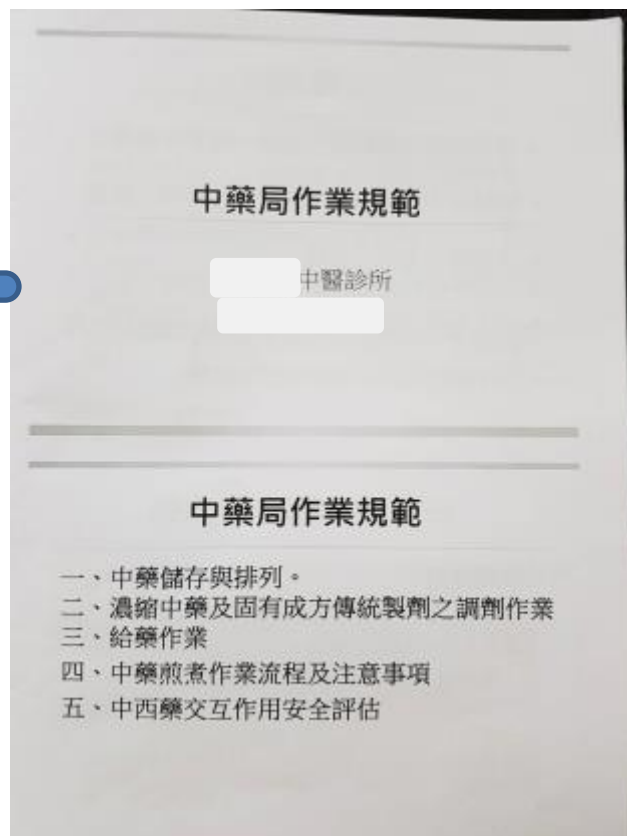 中藥局作業規範
中醫診所
中藥局作業規範
一、中藥儲存與排列。
二、濃縮中藥及固有成方傳統製劑之調劑作業
三、給藥作業
四、中藥煎煮作業流程及注意事項
五、中西藥交互作用安全評估